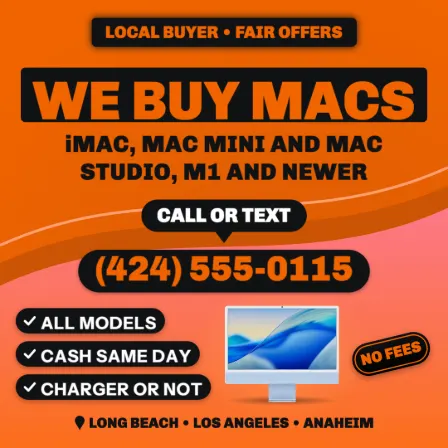 LOCAL BUYER • FAIR OFFERS
WE BUY MACS
iMAC, MAC MINI AND MAC
STUDIO, M1 AND NEWER
CALL OR TEXT
(424) 555-0115
✓ ALL MODELS
✓ CASH SAME DAY
✓ CHARGER OR NOT
NO FEES
LONG BEACH • LOS ANGELES • ANAHEIM